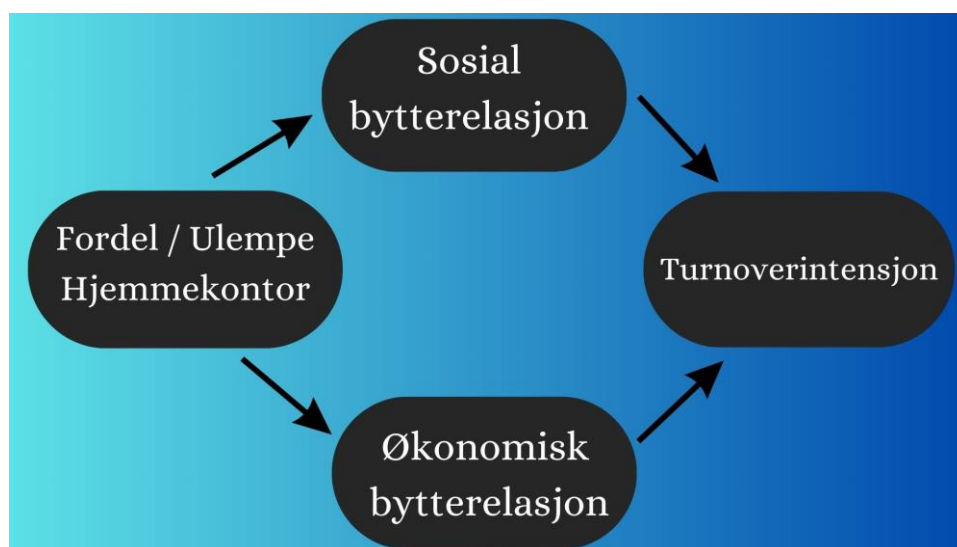 Sosial
bytterelasjon
Fordel / Ulempe
Hjemmekontor
Turnoverintensjon
Økonomisk
bytterelasjon